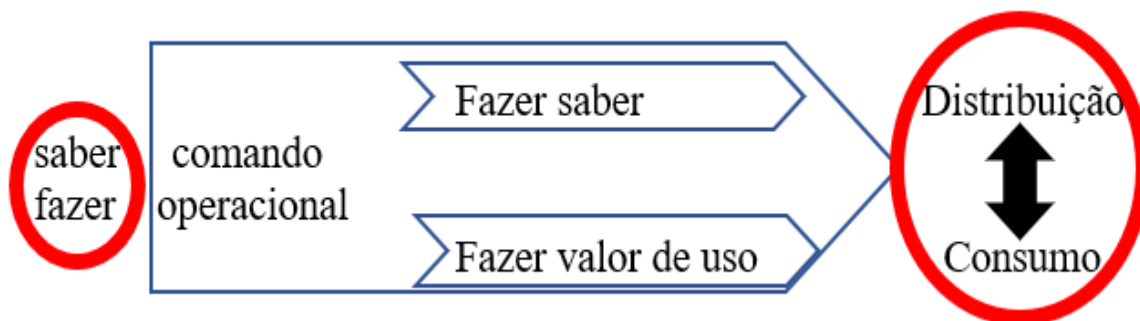 saber
fazer
comando
operacional
Fazer saber
Fazer valor de uso
Distribuição
Consumo